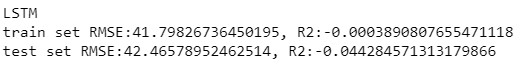 LSTM
train set RMSE:41.79826736450195, R2:-0.0003890807655471118
test set RMSE:42.46578952462514, R2:-0.044284571313179866